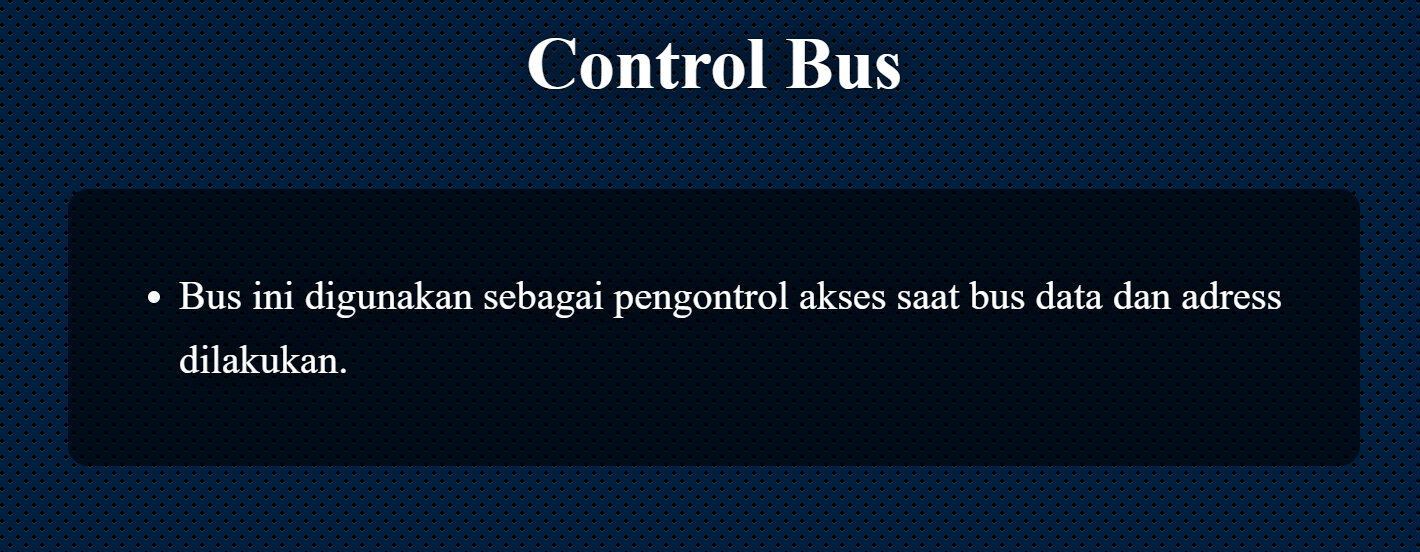 Control Bus
• Bus ini digunakan sebagai pengontrol akses saat bus data dan adress
dilakukan.